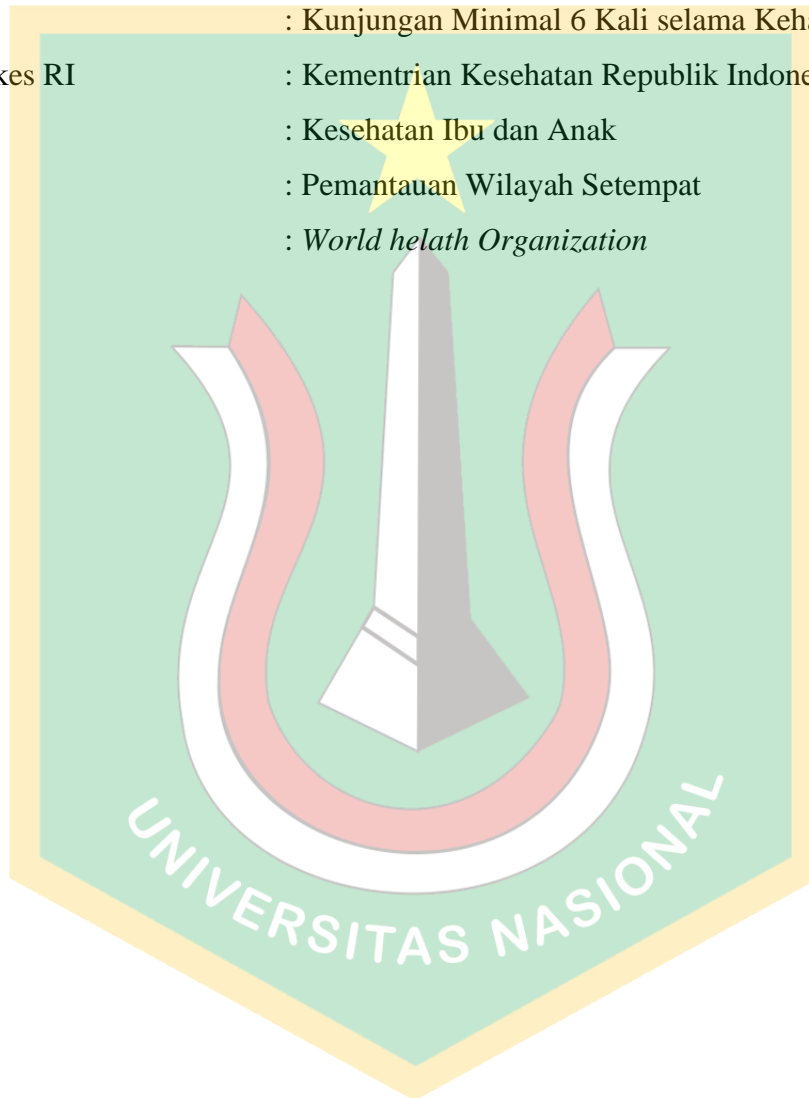 : Kunjungan Minimal 6 Kali selama Keha
kes RI : Kementrian Kesehatan Republik Indone
: Kesehatan Ibu dan Anak
: Pemantauan Wilayah Setempat
: World helath Organization
UNIVERSITAS NASIONAL